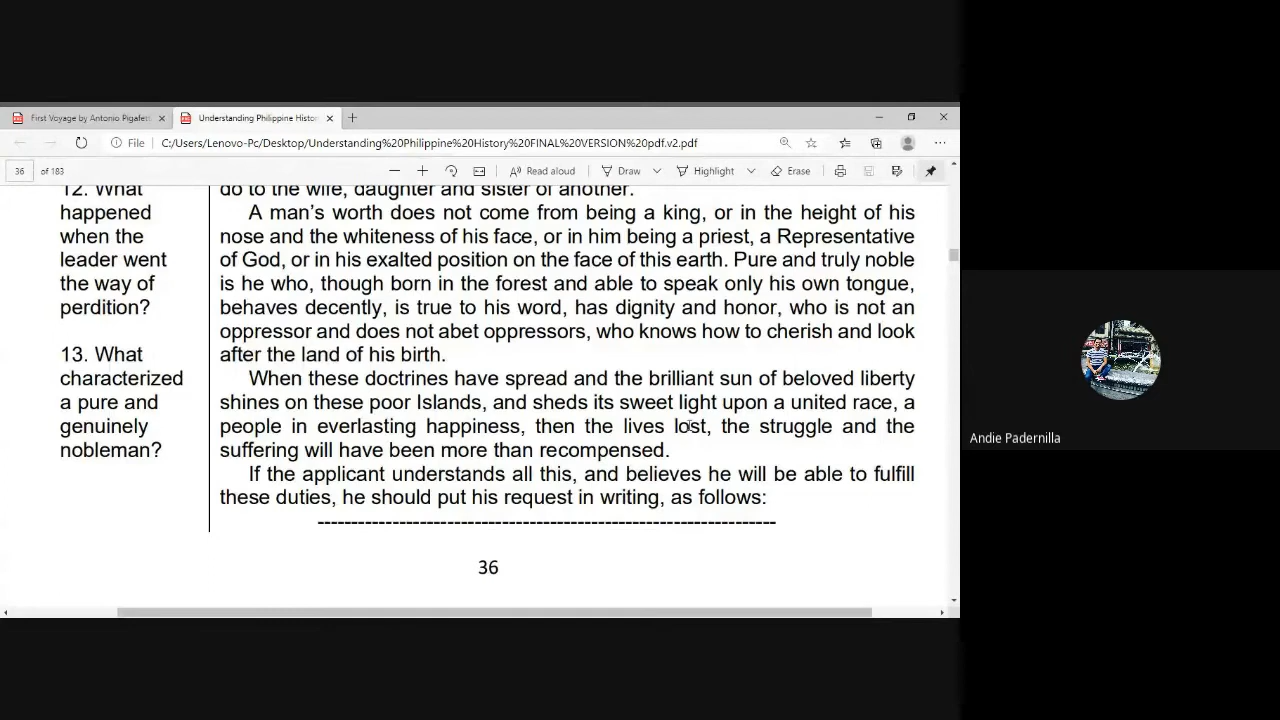 First Voyage by Antonio Pigafett
Understanding Philippine Histor
File
C:/Users/Lenovo-Pc/Desktop/Understanding%20Philippine%20History%20FINAL%20VERSION%20pdf.v2.pdf
36 of 183
Read aloud
Draw
Highlight
Erase
12. What
happened
when the
leader went
the way of
perdition?
13. What
characterized
a pure and
genuinely
nobleman?
do to the wife, daughter and sister of another.
A man's worth does not come from being a king, or in the height of his
nose and the whiteness of his face, or in him being a priest, a Representative
of God, or in his exalted position on the face of this earth. Pure and truly noble
is he who, though born in the forest and able to speak only his own tongue,
behaves decently, is true to his word, has dignity and honor, who is not an
oppressor and does not abet oppressors, who knows how to cherish and look
after the land of his birth.
When these doctrines have spread and the brilliant sun of beloved liberty
shines on these poor Islands, and sheds its sweet light upon a united race, a
people in everlasting happiness, then the lives lost, the struggle and the
suffering will have been more than recompensed.
If the applicant understands all this, and believes he will be able to fulfill
these duties, he should put his request in writing, as follows:
--------------------------------------------------------------------
36
Andie Padernilla